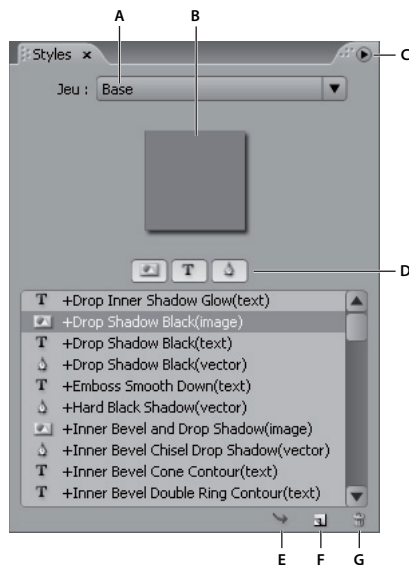 A
B
Styles x
C
Jeu : Base
T
D
T +Drop Inner Shadow Glow(text)
+Drop Shadow Black(image)
T +Drop Shadow Black(text)
+Drop Shadow Black(vector)
T +Emboss Smooth Down(text)
+Hard Black Shadow(vector)
+Inner Bevel and Drop Shadow(image)
+Inner Bevel Chisel Drop Shadow(vector)
T +Inner Bevel Cone Contour(text)
T +Inner Bevel Double Ring Contour(text)
E F G